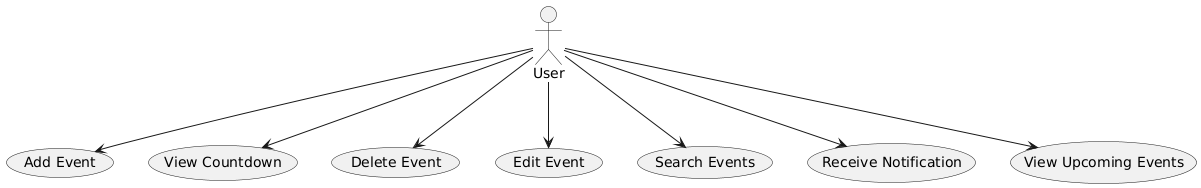 User
Add Event
View Countdown
Delete Event
Edit Event
Search Events
Receive Notification
View Upcoming Events